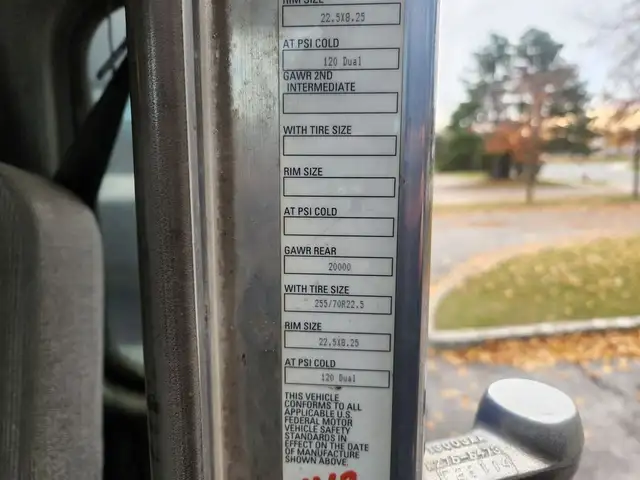 RIM SIZE
22.5X8.25
AT PSI COLD
120 Dual
GAWR 2ND
INTERMEDIATE
WITH TIRE SIZE
RIM SIZE
AT PSI COLD
GAWR REAR
20000
WITH TIRE SIZE
255/70R22.5
RIM SIZE
22.5X8.25
AT PSI COLD
120 Dual
THIS VEHICLE
CONFORMS TO ALL
APPLICABLE U.S.
FEDERAL MOTOR
VEHICLE SAFETY
STANDARDS IN
EFFECT ON THE DATE
OF MANUFACTURE
SHOWN ABOVE.